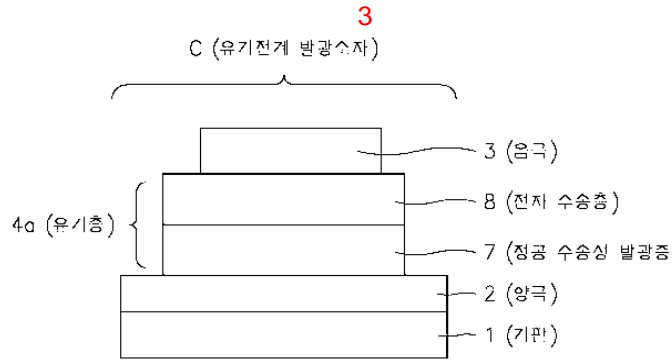 3
C (유기전계 발광소자)
3 (음극)
8 (전자 수송층)
4a (유기층)
7 (정공 수송성 발광층
2 (양극)
1 (기판)